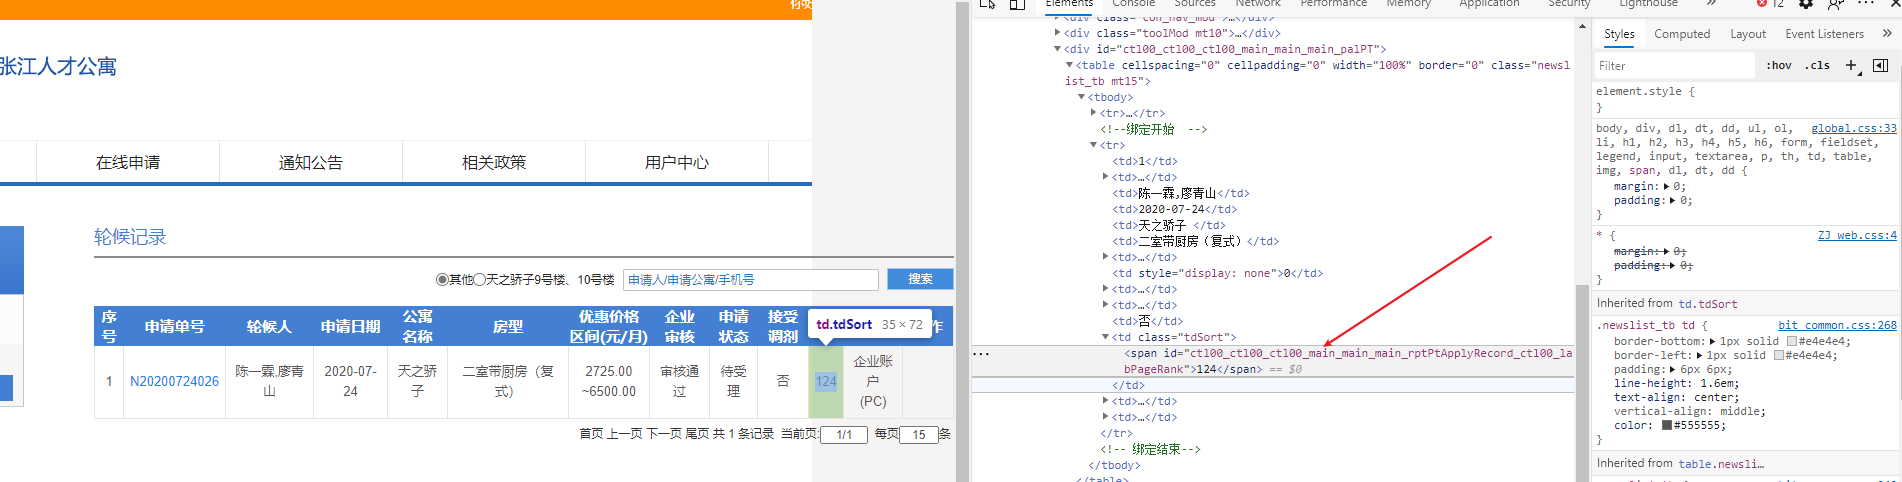 你好
张江人才公寓
在线申请
通知公告
相关政策
用户中心
轮候记录
其他 天之骄子9号楼、10号楼
申请人/申请公寓/手机号
搜索
序号
申请单号
轮候人
申请日期
公寓名称
房型
优惠价格区间(元/月)
企业审核
申请状态
接受调剂
作
td.tdSort 35 × 72
1
N20200724026
陈一霖,廖青山
2020-07-24
天之骄子
二室带厨房（复式）
2725.00~6500.00
审核通过
待受理
否
124
企业账户(PC)
首页 上一页 下一页 尾页 共 1 条记录 当前页: 1/1 每页 15 条
Elements Console Sources Network Performance Memory Application Security Lighthouse » 12 ···
<div class="con_nav_mod">…</div>
<div class="toolMod mt10">…</div>
<div id="ctl00_ctl00_ctl00_main_main_main_palPT">
<table cellspacing="0" cellpadding="0" width="100%" border="0" class="newsl
ist_tb mt15">
<tbody>
<tr>…</tr>
<!--绑定开始 -->
<tr>
<td>1</td>
<td>…</td>
<td>陈一霖,廖青山</td>
<td>2020-07-24</td>
<td>天之骄子 </td>
<td>二室带厨房（复式）</td>
<td>…</td>
<td style="display: none">0</td>
<td>…</td>
<td>…</td>
<td>否</td>
<td class="tdSort">
··· <span id="ctl00_ctl00_ctl00_main_main_main_rptPtApplyRecord_ctl00_la
bPageRank">124</span> == $0
</td>
<td>…</td>
<td>…</td>
</tr>
<!-- 绑定结束-->
</tbody>
</table>
Styles Computed Layout Event Listeners »
Filter :hov .cls +
element.style {
}
body, div, dl, dt, dd, ul, ol, global.css:33
li, h1, h2, h3, h4, h5, h6, form, fieldset,
legend, input, textarea, p, th, td, table,
img, span, dl, dt, dd {
margin: 0;
padding: 0;
}
* { ZJ_web.css:4
margin: 0;
padding: 0;
}
Inherited from td.tdSort
.newslist_tb td { bit_common.css:268
border-bottom: 1px solid #e4e4e4;
border-left: 1px solid #e4e4e4;
padding: 6px 6px;
line-height: 1.6em;
text-align: center;
vertical-align: middle;
color: #555555;
}
Inherited from table.newsli…